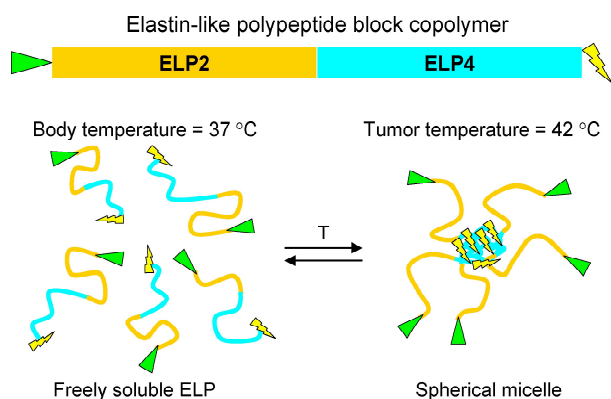 Elastin-like polypeptide block copolymer
ELP2
ELP4
Body temperature = 37 °C
Tumor temperature = 42 °C
T
Freely soluble ELP
Spherical micelle